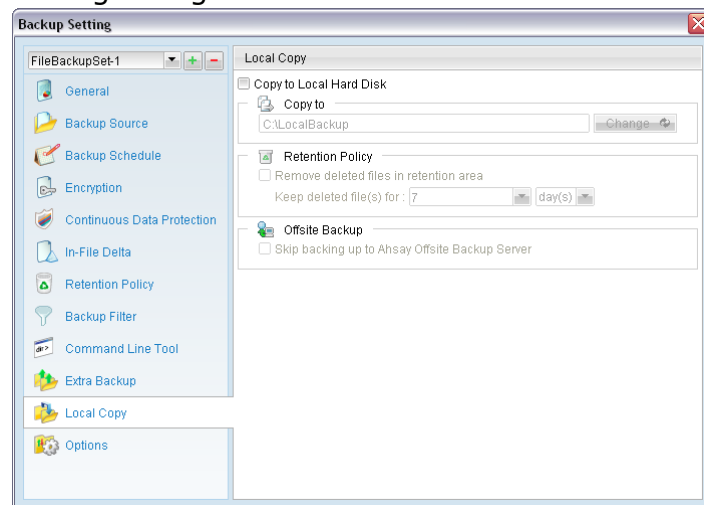 Backup Setting
FileBackupSet-1
General
Backup Source
Backup Schedule
Encryption
Continuous Data Protection
In-File Delta
Retention Policy
Backup Filter
Command Line Tool
Extra Backup
Local Copy
Options
Local Copy
Copy to Local Hard Disk
Copy to
C:\LocalBackup
Change
Retention Policy
Remove deleted files in retention area
Keep deleted file(s) for : 7 day(s)
Offsite Backup
Skip backing up to Ahsay Offsite Backup Server